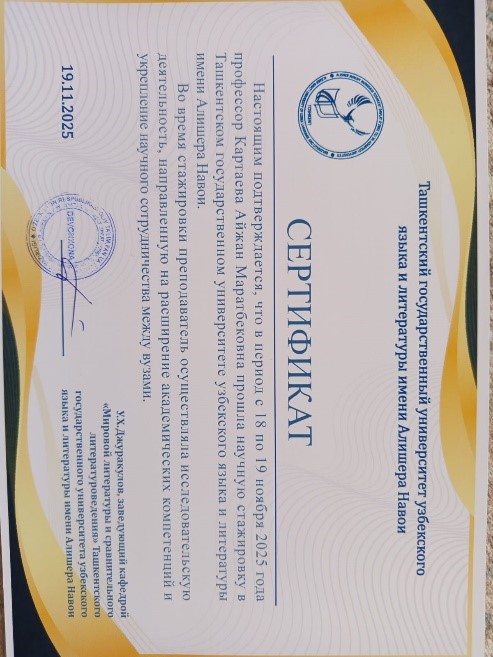 Ташкентский государственный университет узбекского
языка и литературы имени Алишера Навои
СЕРТИФИКАТ
Настоящим подтверждается, что в период с 18 по 19 ноября 2025 года
профессор Картаева Айжан Маратбековна прошла научную стажировку в
Ташкентском государственном университете узбекского языка и литературы
имени Алишера Навои.
Во время стажировки преподаватель осуществляла исследовательскую
деятельность, направленную на расширение академических компетенций и
укрепление научного сотрудничества между вузами.
У.Х.Джуракулов, заведующий кафедрой
«Мировой литературы и сравнительного
литературоведения» Ташкентского
государственного университета узбекского
языка и литературы имени Алишера Навои
19.11.2025
DEVONXONA